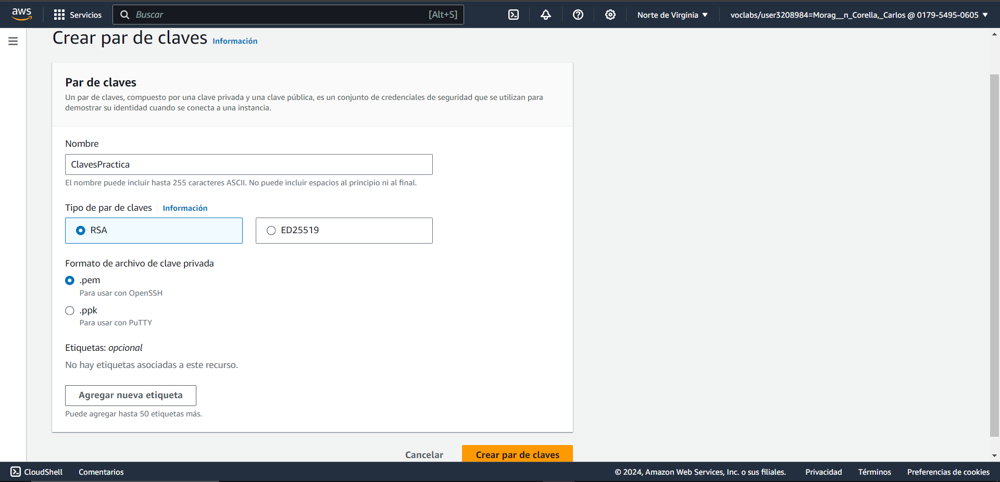 aws
Servicios
Buscar
[Alt+S]
Norte de Virginia
voclabs/user3208984=Morag__n_Corella,_Carlos @ 0179-5495-0605
Crear par de claves
Información
Par de claves
Un par de claves, compuesto por una clave privada y una clave pública, es un conjunto de credenciales de seguridad que se utilizan para
demostrar su identidad cuando se conecta a una instancia.
Nombre
ClavesPractica
El nombre puede incluir hasta 255 caracteres ASCII. No puede incluir espacios al principio ni al final.
Tipo de par de claves
Información
RSA
ED25519
Formato de archivo de clave privada
.pem
Para usar con OpenSSH
.ppk
Para usar con PuTTY
Etiquetas: opcional
No hay etiquetas asociadas a este recurso.
Agregar nueva etiqueta
Puede agregar hasta 50 etiquetas más.
Cancelar
Crear par de claves
CloudShell
Comentarios
© 2024, Amazon Web Services, Inc. o sus filiales.
Privacidad
Términos
Preferencias de cookies